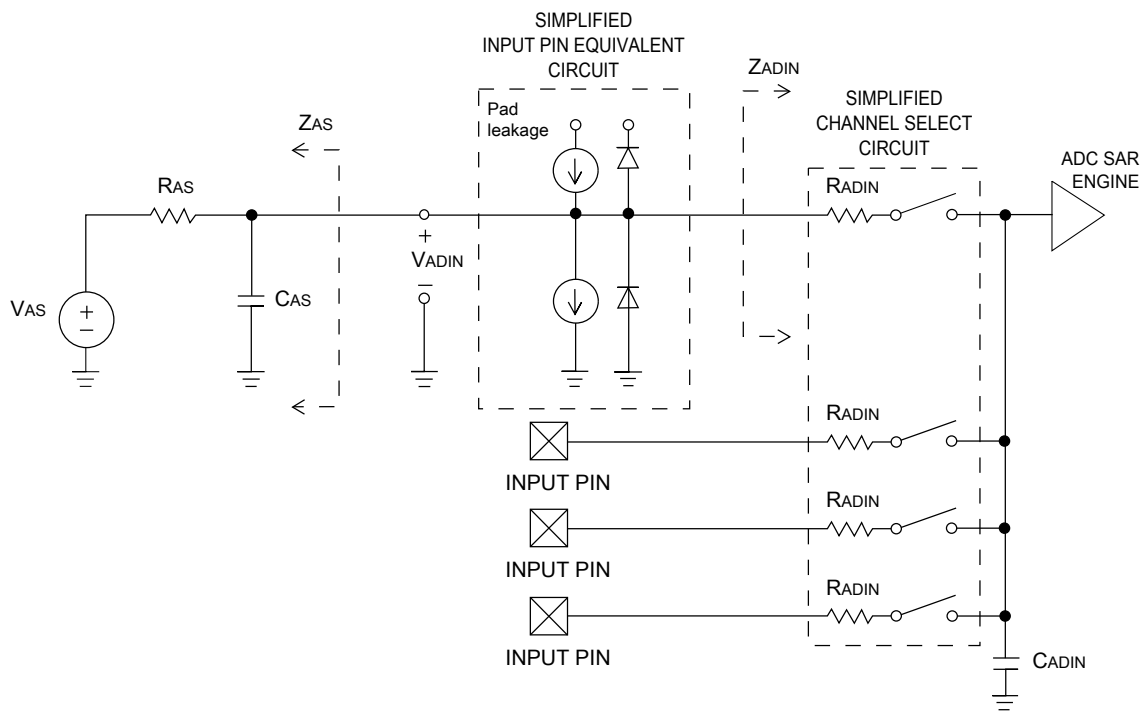 SIMPLIFIED
INPUT PIN EQUIVALENT
CIRCUIT
Pad
leakage
ZADIN
SIMPLIFIED
CHANNEL SELECT
CIRCUIT
ADC SAR
ENGINE
ZAS
RAS
RADIN
+
VADIN
–
VAS
+
–
CAS
RADIN
INPUT PIN
RADIN
INPUT PIN
RADIN
INPUT PIN
CADIN